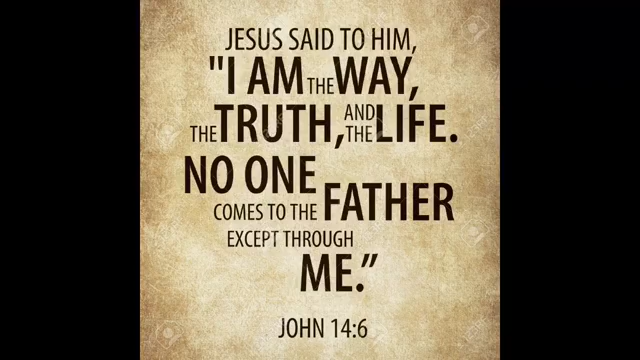 JESUS SAID TO HIM,
"I AM THE WAY,
THE TRUTH, AND THE LIFE.
NO ONE
COMES TO THE FATHER
EXCEPT THROUGH
ME.”
JOHN 14:6